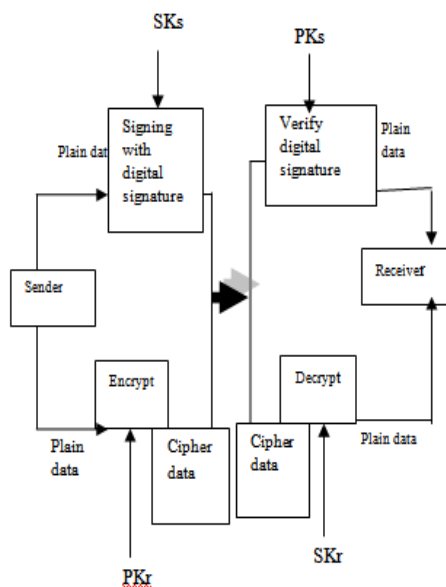 SKs
PKs
Signing
with
digital
signature
Verify
digital
signature
Plain
data
Plain dat
Sender
Receiver
Encrypt
Decrypt
Plain
data
Cipher
data
Cipher
data
Plain data
PKr
SKr